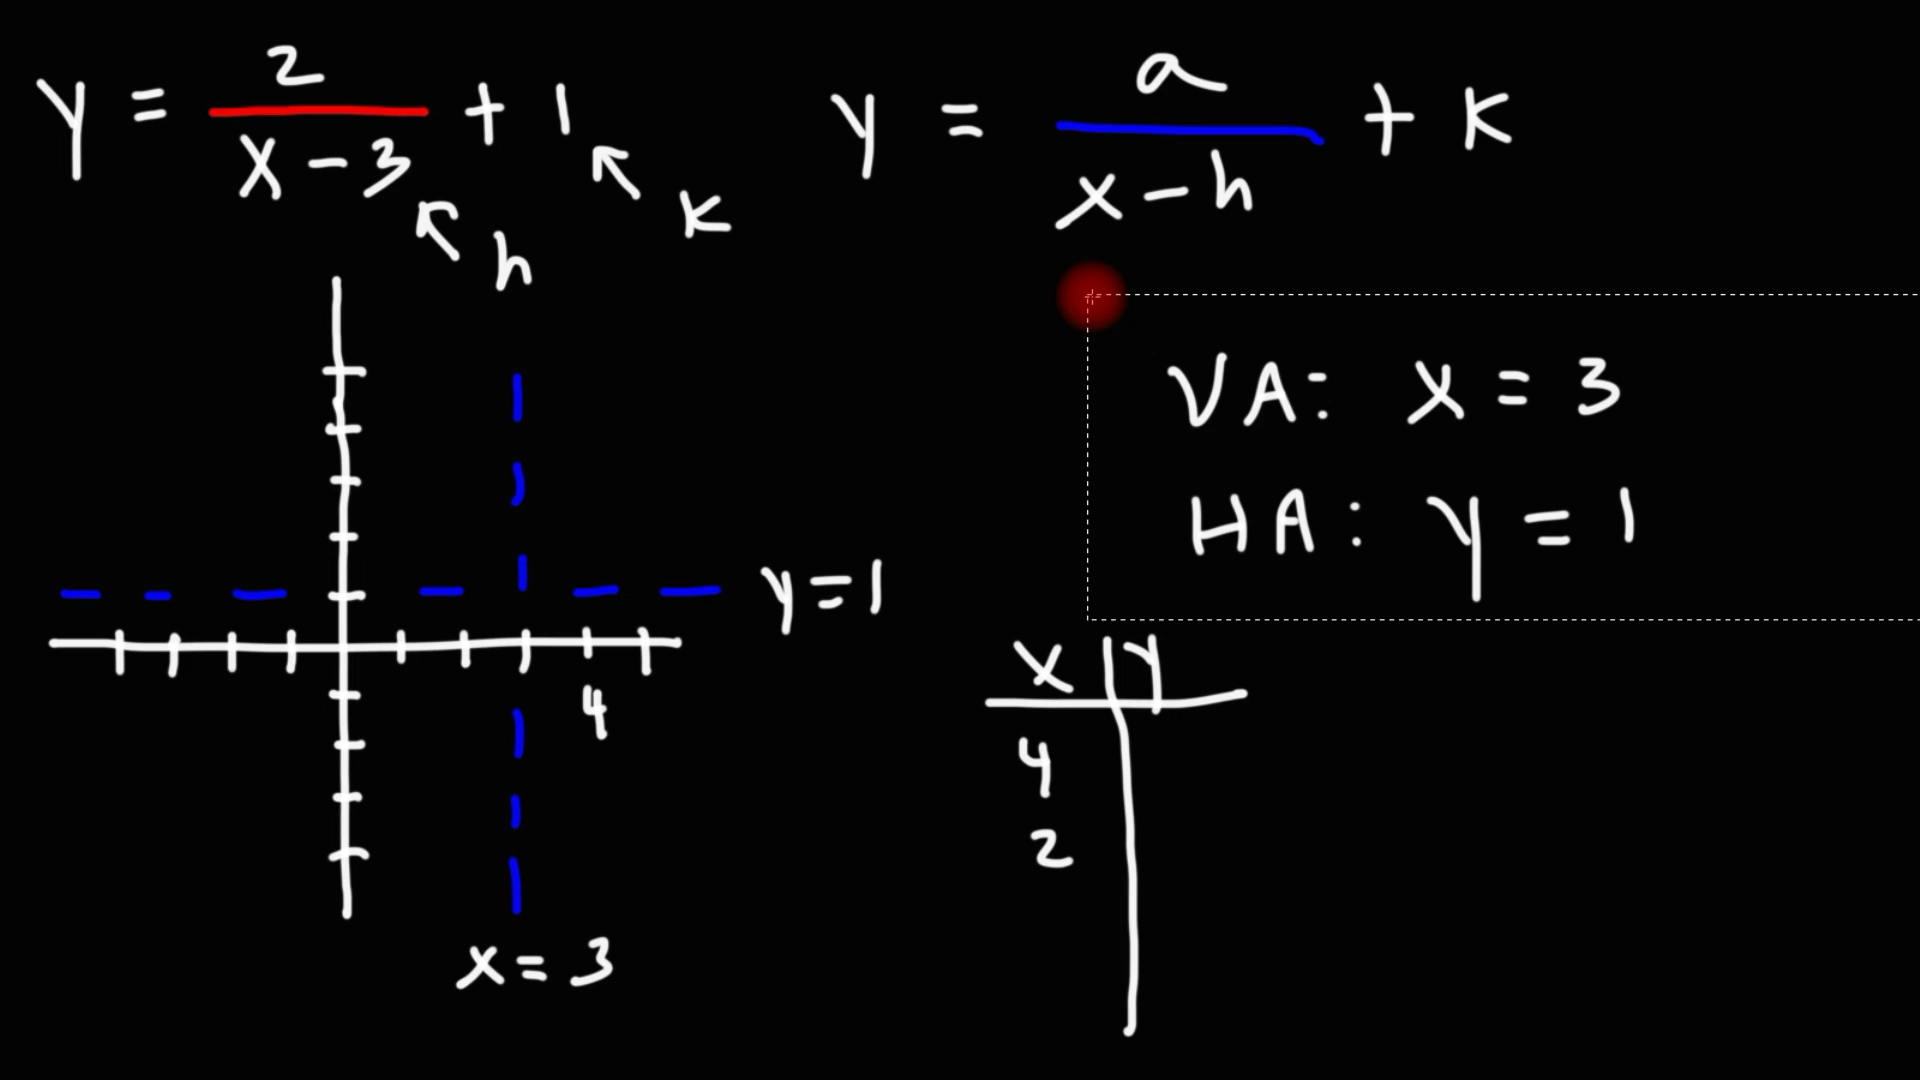 y = 2/(x - 3) + 1
h
k
y = a/(x - h) + k
VA: x = 3
HA: y = 1
y = 1
4
x = 3
x | y
4
2